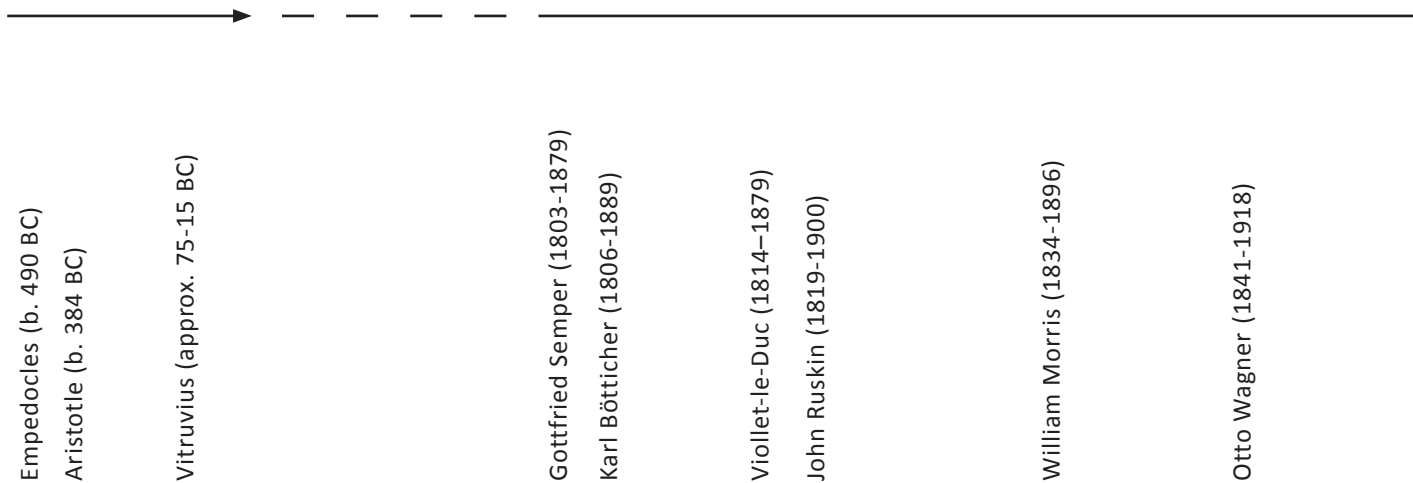 Empedocles (b. 490 BC)
Aristotle (b. 384 BC)
Vitruvius (approx. 75-15 BC)
Gottfried Semper (1803-1879)
Karl Bötticher (1806-1889)
Viollet-le-Duc (1814–1879)
John Ruskin (1819-1900)
William Morris (1834-1896)
Otto Wagner (1841-1918)